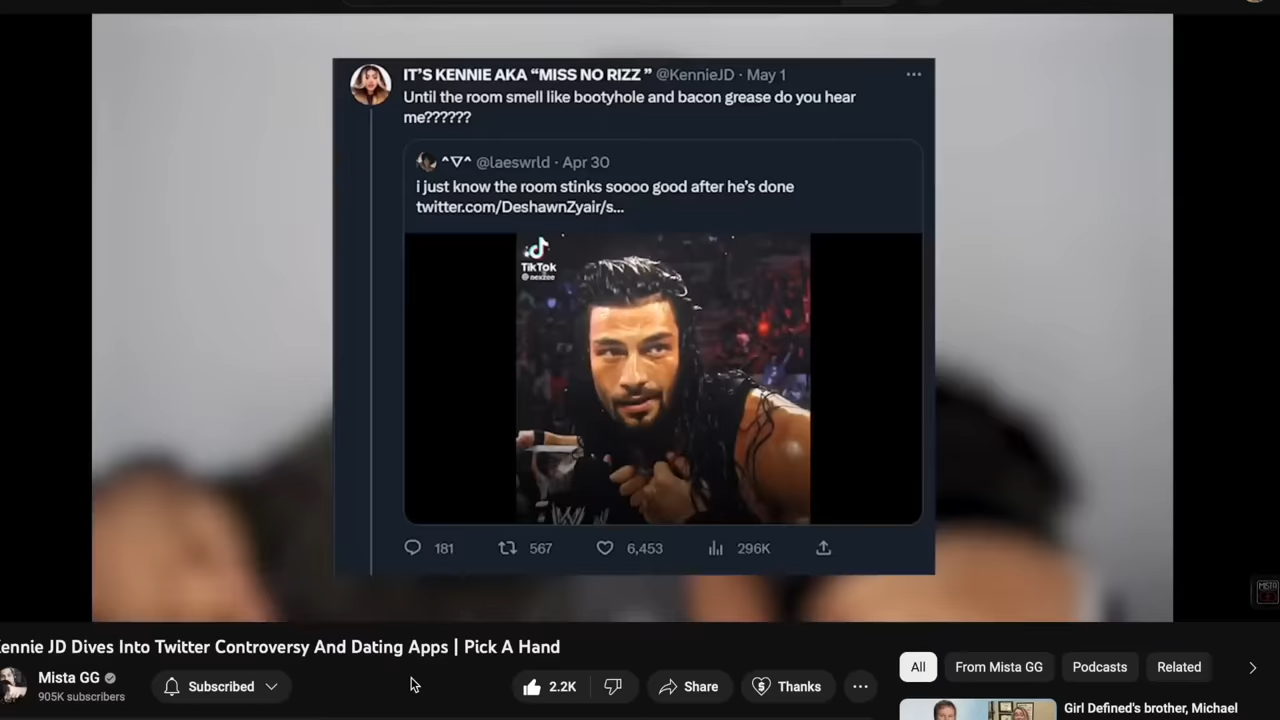 IT'S KENNIE AKA “MISS NO RIZZ ” @KennieJD · May 1
Until the room smell like bootyhole and bacon grease do you hear
me??????
^▽^ @laeswrld · Apr 30
i just know the room stinks soooo good after he's done
twitter.com/DeshawnZyair/s...
TikTok
181
567
6,453
296K
MISTA
Kennie JD Dives Into Twitter Controversy And Dating Apps | Pick A Hand
Mista GG
905K subscribers
Subscribed
2.2K
Share
Thanks
All
From Mista GG
Podcasts
Related
Girl Defined's brother, Michael